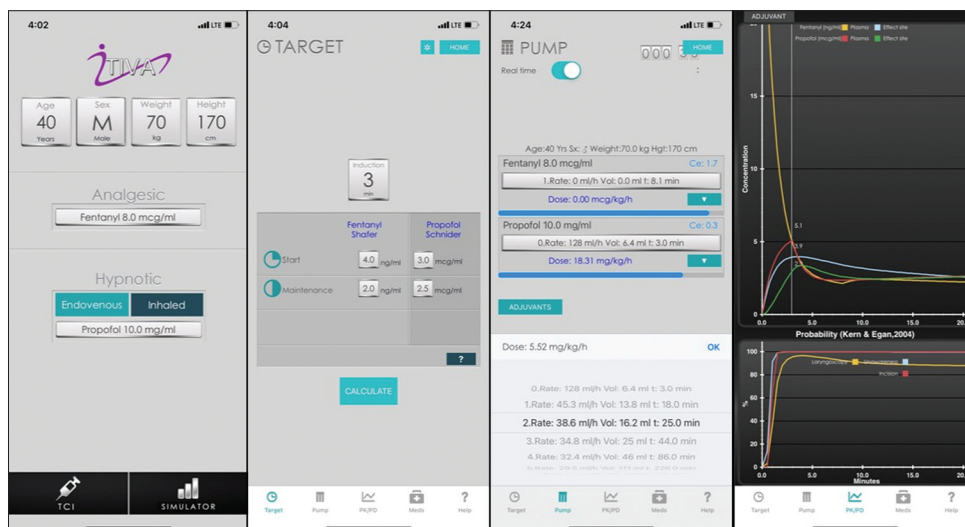 4:02
LTE
iTIVA
Age
40
Years
Sex
M
Male
Weight
70
kg
Height
170
cm
Analgesic
Fentanyl 8.0 mcg/ml
Hypnotic
Endovenous Inhaled
Propofol 10.0 mg/ml
TCI SIMULATOR
4:04
LTE
TARGET
HOME
Induction
3
min
Fentanyl Propofol
Shafer Schnider
Start 4.0 ng/ml 3.0 mcg/ml
Maintenance 2.0 ng/ml 2.5 mcg/ml
?
CALCULATE
Target Pump PK/PD Meds Help
4:24
LTE
PUMP
HOME
Real time
Age:40 Yrs Sx: ♂ Weight:70.0 kg Hgt:170 cm
Fentanyl 8.0 mcg/ml Ce: 1.7
1.Rate: 0 ml/h Vol: 0.0 ml t: 8.1 min
Dose: 0.00 mcg/kg/h
Propofol 10.0 mg/ml Ce: 0.3
0.Rate: 128 ml/h Vol: 6.4 ml t: 3.0 min
Dose: 18.31 mg/kg/h
ADJUVANTS
Dose: 5.52 mg/kg/h OK
0.Rate: 128 ml/h Vol: 6.4 ml t: 3.0 min
1.Rate: 45.3 ml/h Vol: 13.8 ml t: 18.0 min
2.Rate: 38.6 ml/h Vol: 16.2 ml t: 25.0 min
3.Rate: 34.8 ml/h Vol: 25 ml t: 44.0 min
4.Rate: 32.4 ml/h Vol: 46 ml t: 86.0 min
Target Pump PK/PD Meds Help
ADJUVANT
Fentanyl (ng/ml) Plasma Effect site
Propofol (mcg/ml) Plasma Effect site
Concentration
15
10
5
0
5.1
3.9
0.0 5.0 10.0 15.0 20.
Probability (Kern & Egan,2004)
Laryngoscopy
Incision
%
100
80
60
40
20
0
0.0 5.0 10.0 15.0 20.
Minutes
Target Pump PK/PD Meds Help